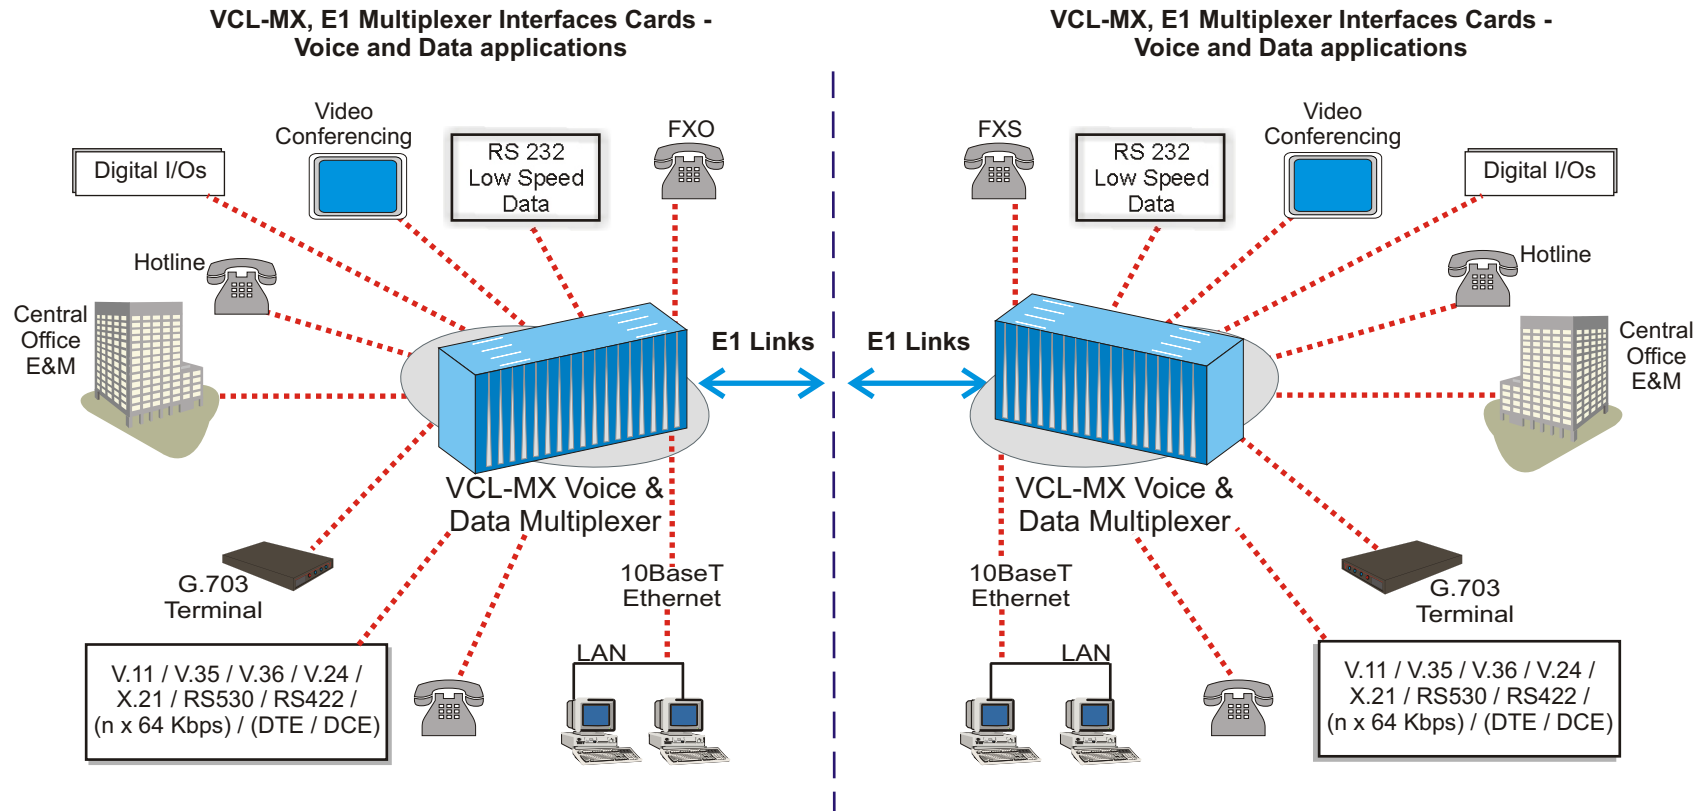 VCL-MX, E1 Multiplexer Interfaces Cards -
Voice and Data applications
Video
Conferencing
FXO
Digital I/Os
RS 232
Low Speed
Data
Hotline
Central
Office
E&M
E1 Links
VCL-MX Voice &
Data Multiplexer
G.703
Terminal
10BaseT
Ethernet
LAN
V.11 / V.35 / V.36 / V.24 /
X.21 / RS530 / RS422 /
(n x 64 Kbps) / (DTE / DCE)
VCL-MX, E1 Multiplexer Interfaces Cards -
Voice and Data applications
FXS
RS 232
Low Speed
Data
Video
Conferencing
Digital I/Os
Hotline
Central
Office
E&M
E1 Links
VCL-MX Voice &
Data Multiplexer
10BaseT
Ethernet
G.703
Terminal
LAN
V.11 / V.35 / V.36 / V.24 /
X.21 / RS530 / RS422 /
(n x 64 Kbps) / (DTE / DCE)